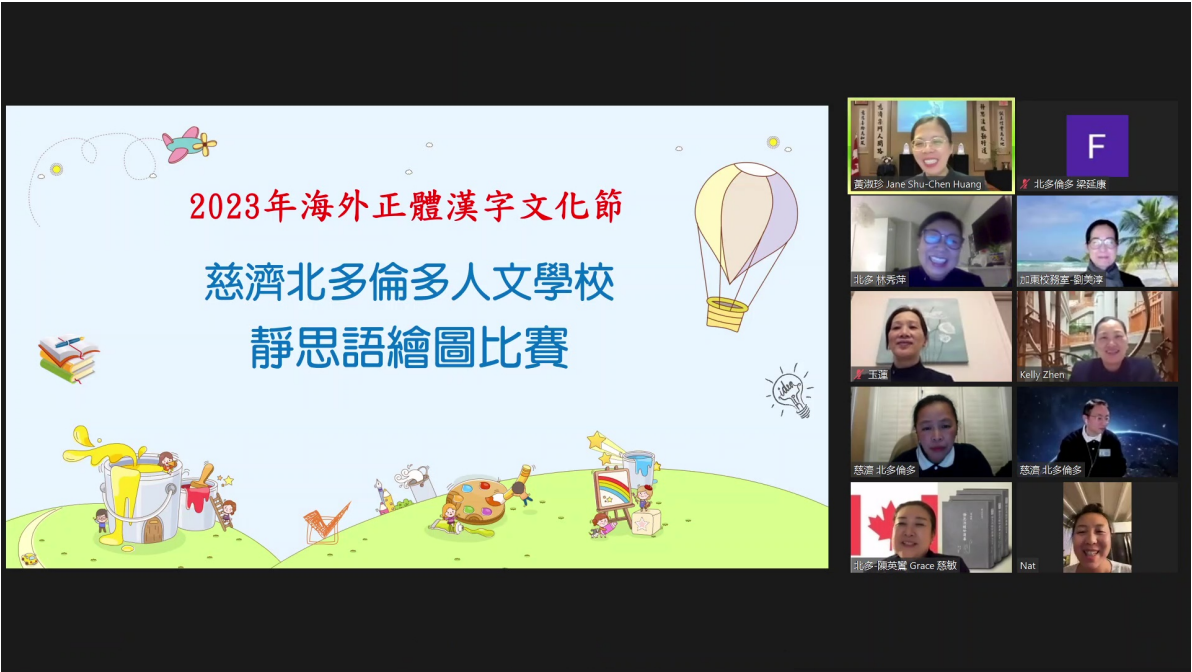 2023年海外正體漢字文化節
慈濟北多倫多人文學校
靜思語繪圖比賽
idea
黃淑珍 Jane Shu-Chen Huang
F
北多倫多 梁延康
北多 林秀萍
加東校務室-劉美淳
玉蓮
Kelly Zhen
慈濟 北多倫多
慈濟 北多倫多
北多-陳英鸞 Grace 慈敏
Nat